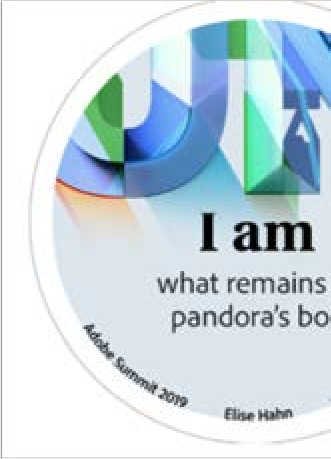 I am
what remains
pandora's bo
Adobe Summit 2019
Elise Hahn